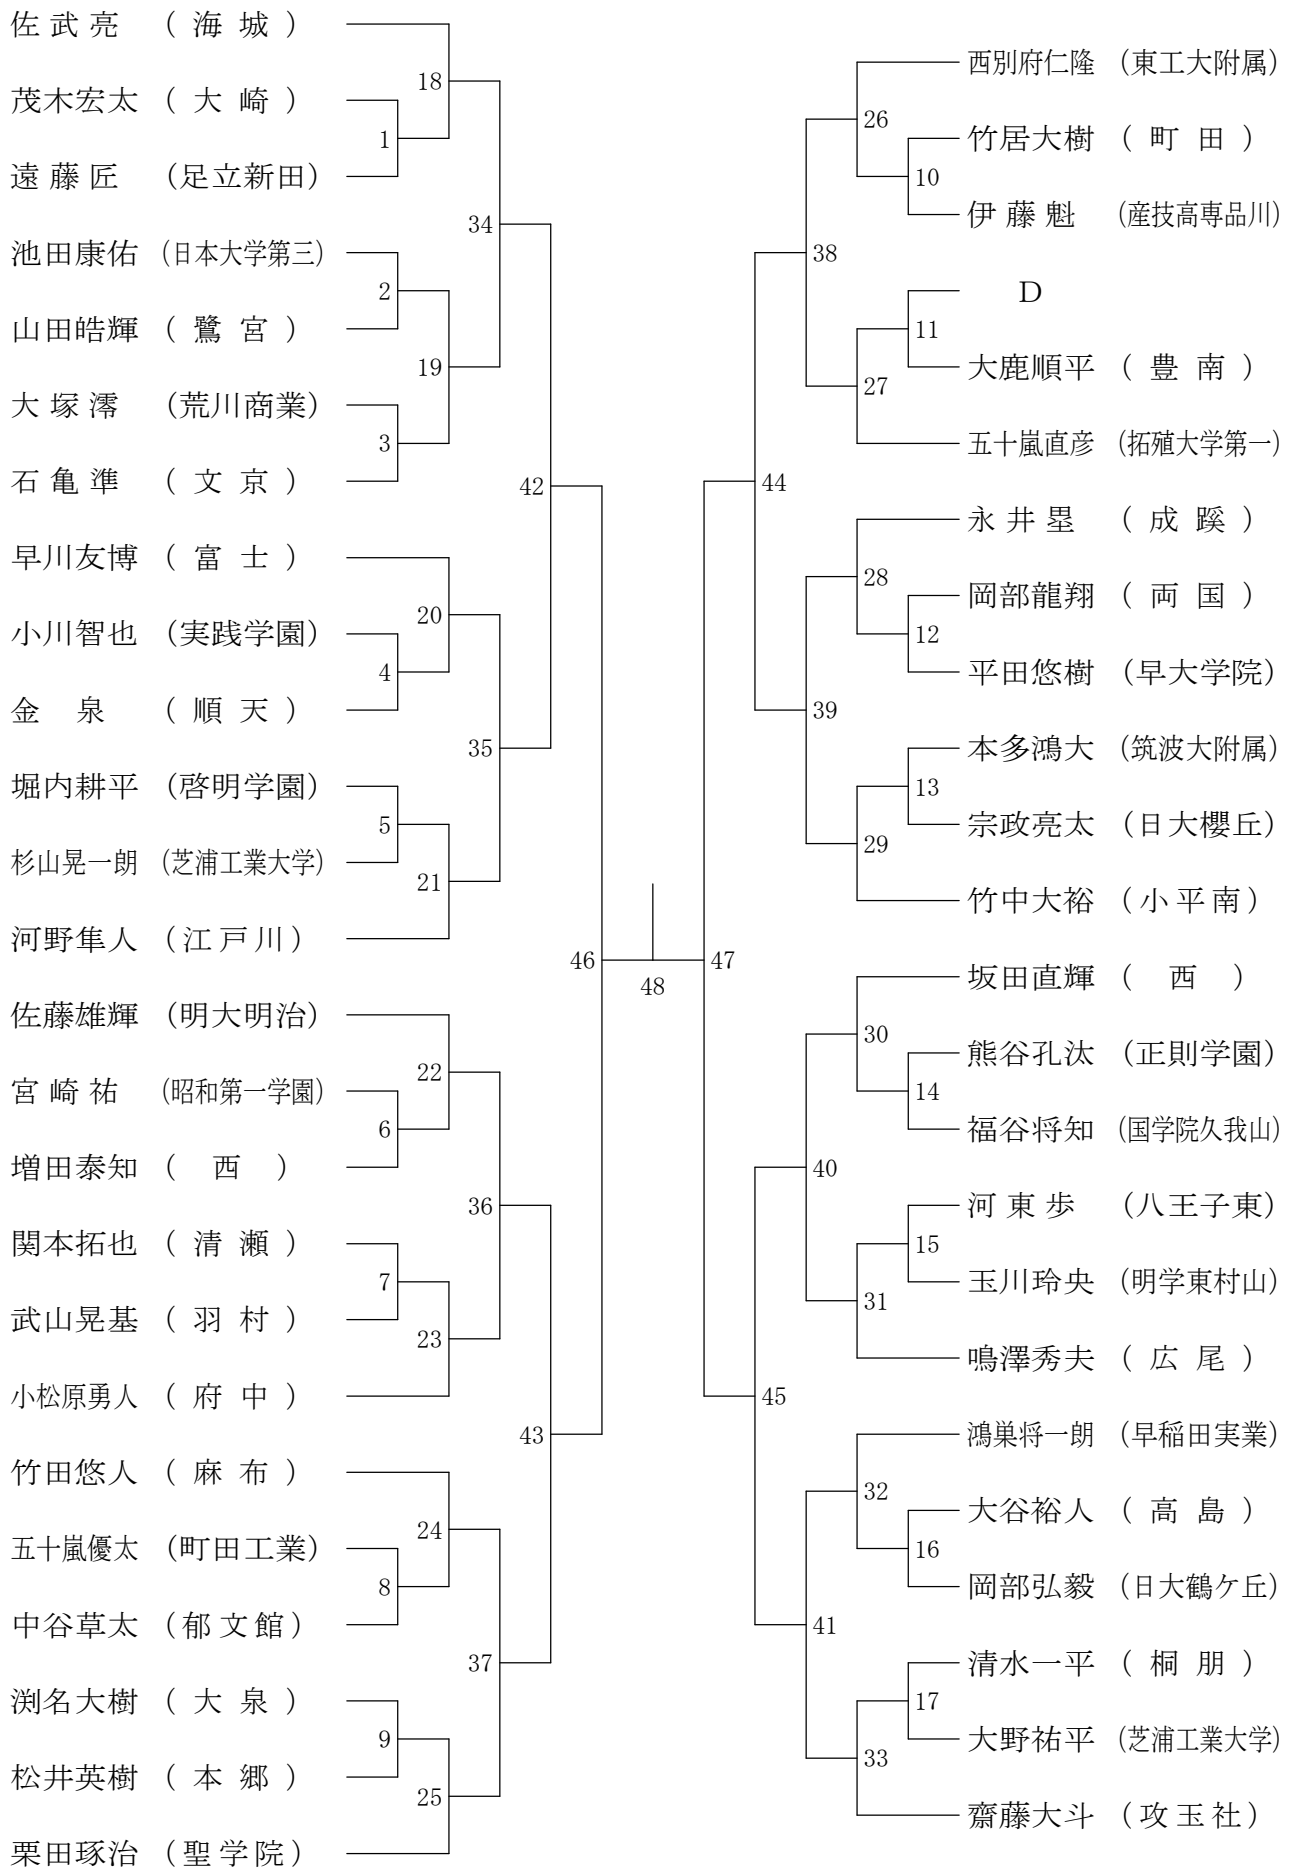 佐武亮 (海城)
茂木宏太 (大崎)
遠藤匠 (足立新田)
池田康佑 (日本大学第三)
山田皓輝 (鷺宮)
大塚澪 (荒川商業)
石亀準 (文京)
早川友博 (富士)
小川智也 (実践学園)
金泉 (順天)
堀内耕平 (啓明学園)
杉山晃一朗 (芝浦工業大学)
河野隼人 (江戸川)
佐藤雄輝 (明大明治)
宮崎祐 (昭和第一学園)
増田泰知 (西)
関本拓也 (清瀬)
武山晃基 (羽村)
小松原勇人 (府中)
竹田悠人 (麻布)
五十嵐優太 (町田工業)
中谷草太 (郁文館)
渕名大樹 (大泉)
松井英樹 (本郷)
栗田琢治 (聖学院)
1
2
3
4
5
6
7
8
9
18
19
20
21
22
23
24
25
34
35
36
37
42
43
46
48
47
44
45
38
39
40
41
26
27
28
29
30
31
32
33
10
11
12
13
14
15
16
17
西別府仁隆 (東工大附属)
竹居大樹 (町田)
伊藤魁 (産技高専品川)
D
大鹿順平 (豊南)
五十嵐直彦 (拓殖大学第一)
永井塁 (成蹊)
岡部龍翔 (両国)
平田悠樹 (早大学院)
本多鴻大 (筑波大附属)
宗政亮太 (日大櫻丘)
竹中大裕 (小平南)
坂田直輝 (西)
熊谷孔汰 (正則学園)
福谷将知 (国学院久我山)
河東歩 (八王子東)
玉川玲央 (明学東村山)
鳴澤秀夫 (広尾)
鴻巣将一朗 (早稲田実業)
大谷裕人 (高島)
岡部弘毅 (日大鶴ケ丘)
清水一平 (桐朋)
大野祐平 (芝浦工業大学)
齋藤大斗 (攻玉社)